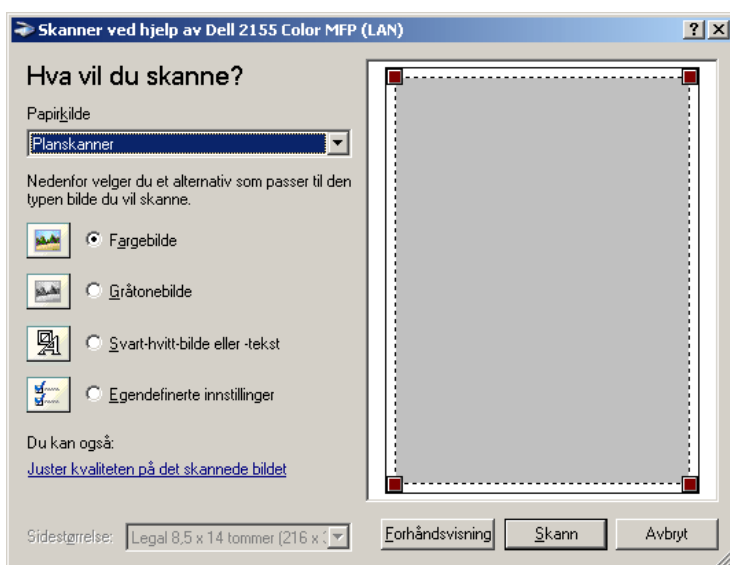 Skanner ved hjelp av Dell 2155 Color MFP (LAN)
Hva vil du skanne?
Papirkilde
Planskanner
Nedenfor velger du et alternativ som passer til den
typen bilde du vil skanne.
Fargebilde
Gråtonebilde
Svart-hvitt-bilde eller -tekst
Egendefinerte innstillinger
Du kan også:
Juster kvaliteten på det skannede bildet
Sidestørrelse: Legal 8,5 x 14 tommer (216 x
Forhåndsvisning Skann Avbryt